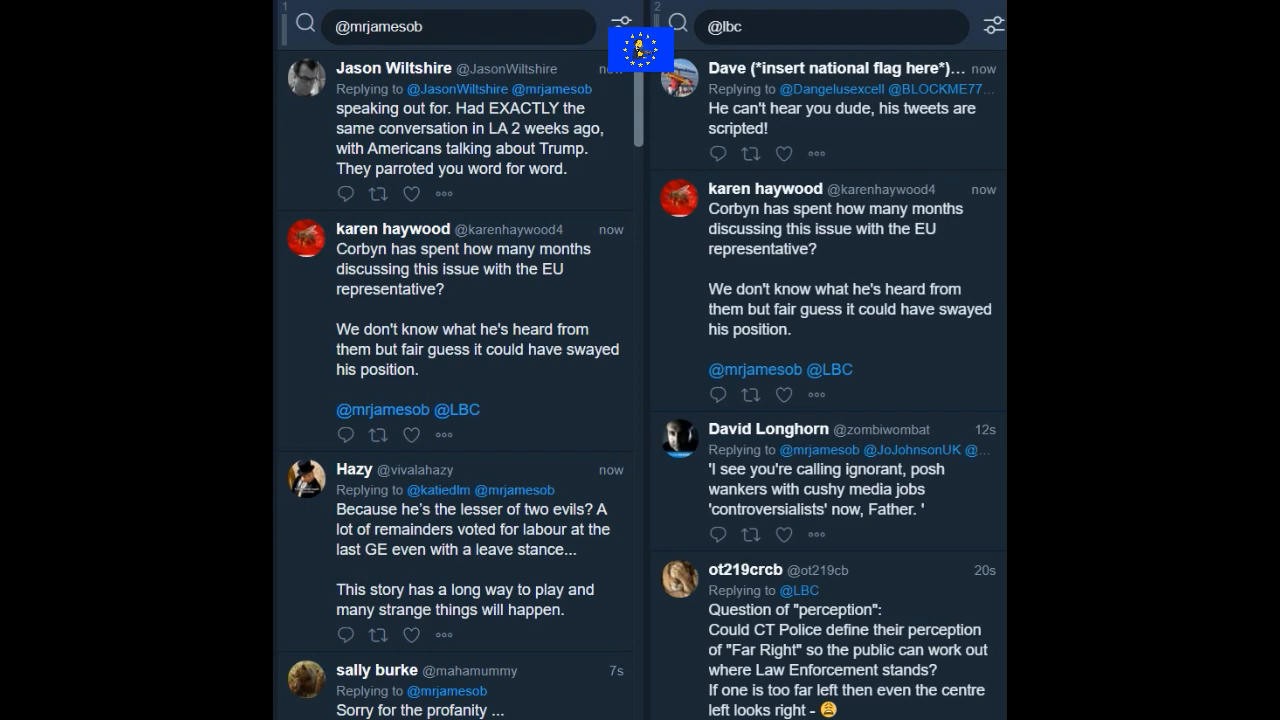 1
@mrjamesob
Jason Wiltshire @JasonWiltshire now
Replying to @JasonWiltshire @mrjamesob
speaking out for. Had EXACTLY the
same conversation in LA 2 weeks ago,
with Americans talking about Trump.
They parroted you word for word.
karen haywood @karenhaywood4 now
Corbyn has spent how many months
discussing this issue with the EU
representative?
We don't know what he's heard from
them but fair guess it could have swayed
his position.
@mrjamesob @LBC
Hazy @vivalahazy now
Replying to @katiedlm @mrjamesob
Because he's the lesser of two evils? A
lot of remainders voted for labour at the
last GE even with a leave stance...
This story has a long way to play and
many strange things will happen.
sally burke @mahamummy 7s
Replying to @mrjamesob
Sorry for the profanity ...
2
@lbc
Dave (*insert national flag here*)... now
Replying to @Dangelusexcell @BLOCKME77...
He can't hear you dude, his tweets are
scripted!
karen haywood @karenhaywood4 now
Corbyn has spent how many months
discussing this issue with the EU
representative?
We don't know what he's heard from
them but fair guess it could have swayed
his position.
@mrjamesob @LBC
David Longhorn @zombiwombat 12s
Replying to @mrjamesob @JoJohnsonUK @...
'I see you're calling ignorant, posh
wankers with cushy media jobs
'controversialists' now, Father. '
ot219crcb @ot219cb 20s
Replying to @LBC
Question of "perception":
Could CT Police define their perception
of "Far Right" so the public can work out
where Law Enforcement stands?
If one is too far left then even the centre
left looks right - 😩